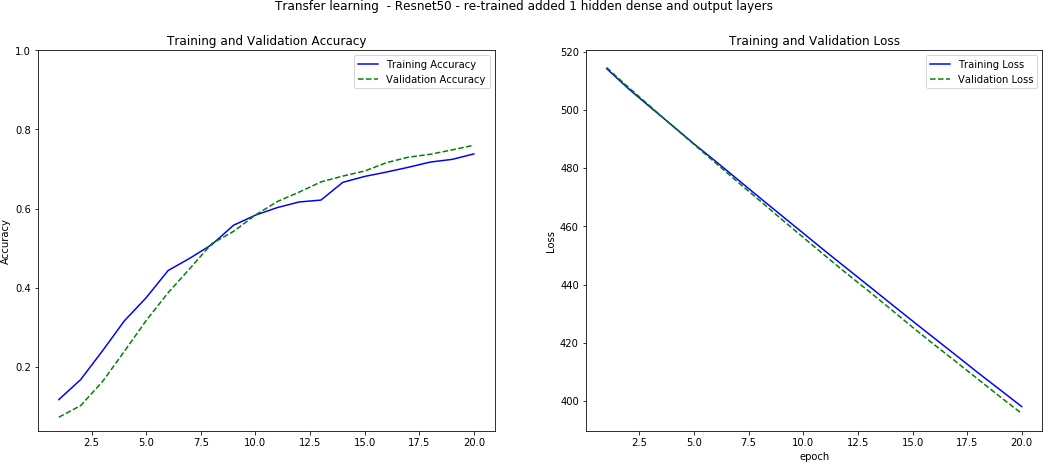 Transfer learning - Resnet50 - re-trained added 1 hidden dense and output layers
Training and Validation Accuracy
1.0
0.8
0.6
0.4
0.2
Accuracy
Training Accuracy
Validation Accuracy
2.5 5.0 7.5 10.0 12.5 15.0 17.5 20.0
Training and Validation Loss
520
500
480
460
440
420
400
Loss
Training Loss
Validation Loss
2.5 5.0 7.5 10.0 12.5 15.0 17.5 20.0
epoch